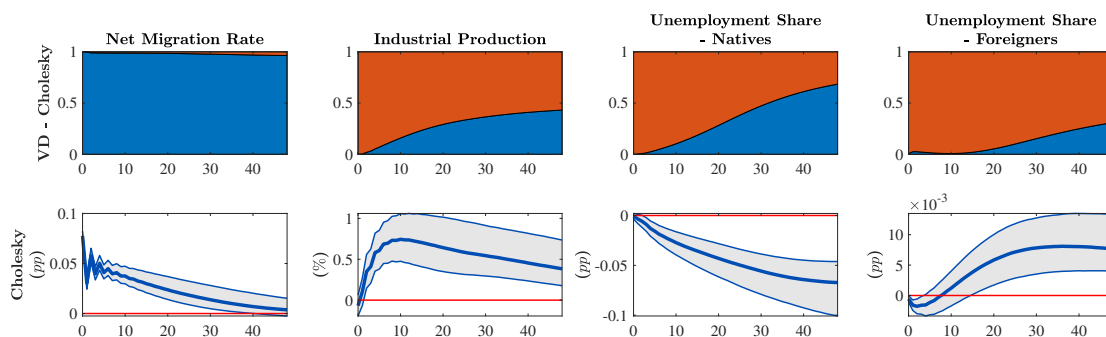 Net Migration Rate
Industrial Production
Unemployment Share
- Natives
Unemployment Share
- Foreigners
VD - Cholesky
1
0.5
0
0 10 20 30 40
1
0.5
0
0 10 20 30 40
1
0.5
0
0 10 20 30 40
1
0.5
0
0 10 20 30 40
Cholesky
(pp)
0.1
0.05
0
0 10 20 30 40
(%)
1
0.5
0
0 10 20 30 40
(pp)
0
-0.05
-0.1
0 10 20 30 40
(pp)
×10⁻³
10
5
0
0 10 20 30 40